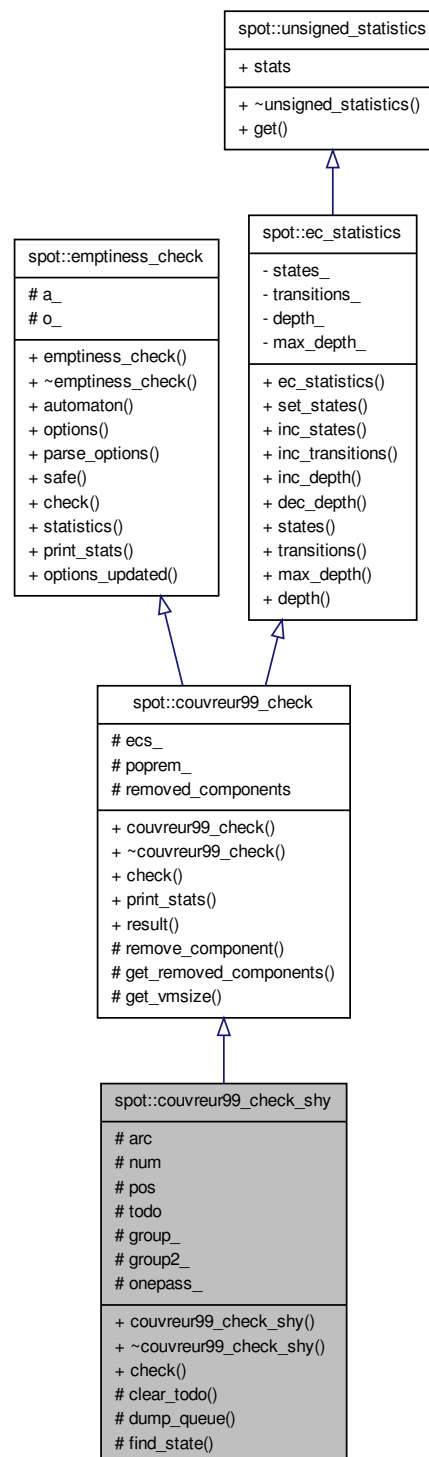 spot::unsigned_statistics
+ stats
+ ~unsigned_statistics()
+ get()
spot::emptiness_check
# a_
# o_
+ emptiness_check()
+ ~emptiness_check()
+ automaton()
+ options()
+ parse_options()
+ safe()
+ check()
+ statistics()
+ print_stats()
+ options_updated()
spot::ec_statistics
- states_
- transitions_
- depth_
- max_depth_
+ ec_statistics()
+ set_states()
+ inc_states()
+ inc_transitions()
+ inc_depth()
+ dec_depth()
+ states()
+ transitions()
+ max_depth()
+ depth()
spot::couvreur99_check
# ecs_
# poprem_
# removed_components
+ couvreur99_check()
+ ~couvreur99_check()
+ check()
+ print_stats()
+ result()
# remove_component()
# get_removed_components()
# get_vmsize()
spot::couvreur99_check_shy
# arc
# num
# pos
# todo
# group_
# group2_
# onepass_
+ couvreur99_check_shy()
+ ~couvreur99_check_shy()
+ check()
# clear_todo()
# dump_queue()
# find_state()